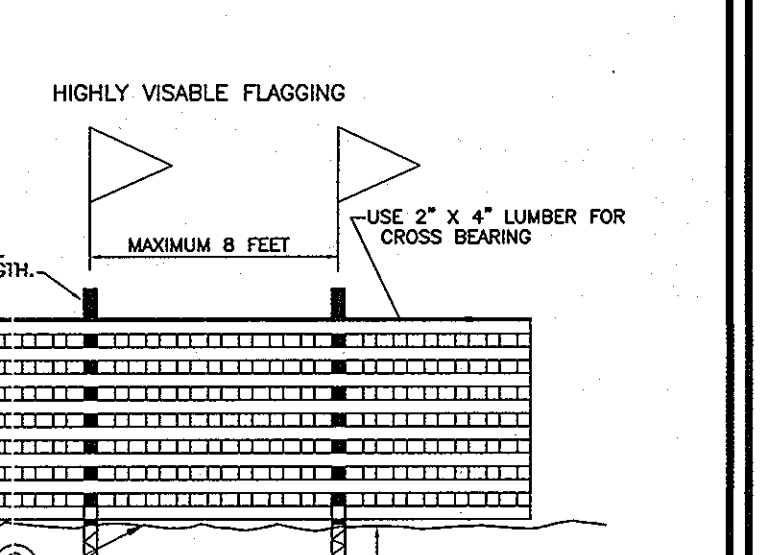 HIGHLY VISABLE FLAGGING
USE 2" X 4" LUMBER FOR
CROSS BEARING
MAXIMUM 8 FEET